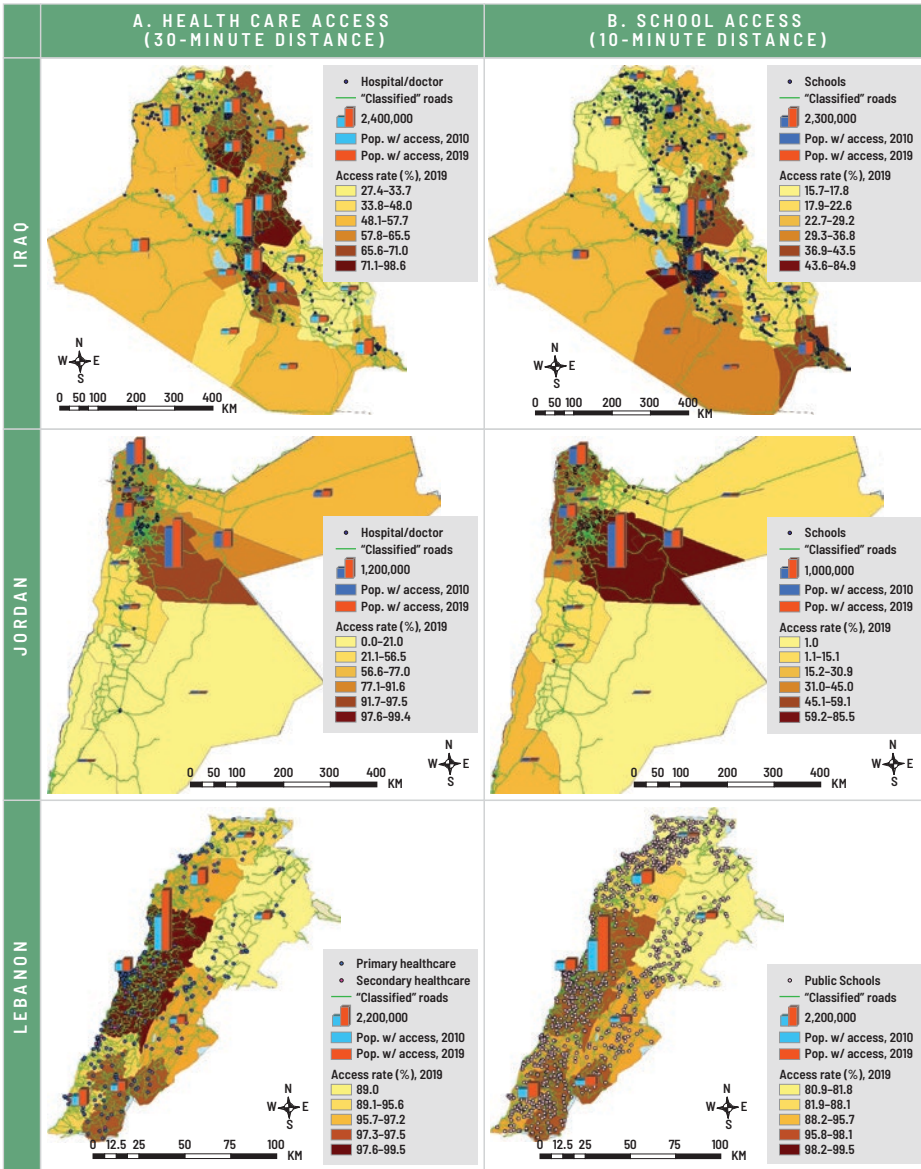 A. HEALTH CARE ACCESS
(30-MINUTE DISTANCE)
B. SCHOOL ACCESS
(10-MINUTE DISTANCE)
IRAQ
Hospital/doctor
"Classified" roads
2,400,000
Pop. w/ access, 2010
Pop. w/ access, 2019
Access rate (%), 2019
27.4–33.7
33.8–48.0
48.1–57.7
57.8–65.5
65.6–71.0
71.1–98.6
N
W E
S
0 50 100 200 300 400
KM
Schools
"Classified" roads
2,300,000
Pop. w/ access, 2010
Pop. w/ access, 2019
Access rate (%), 2019
15.7–17.8
17.9–22.6
22.7–29.2
29.3–36.8
36.9–43.5
43.6–84.9
N
W E
S
0 50 100 200 300 400
KM
JORDAN
Hospital/doctor
"Classified" roads
1,200,000
Pop. w/ access, 2010
Pop. w/ access, 2019
Access rate (%), 2019
0.0–21.0
21.1–56.5
56.6–77.0
77.1–91.6
91.7–97.5
97.6–99.4
N
W E
S
0 50 100 200 300 400
KM
Schools
"Classified" roads
1,000,000
Pop. w/ access, 2010
Pop. w/ access, 2019
Access rate (%), 2019
1.0
1.1–15.1
15.2–30.9
31.0–45.0
45.1–59.1
59.2–85.5
N
W E
S
0 50 100 200 300 400
KM
LEBANON
Primary healthcare
Secondary healthcare
"Classified" roads
2,200,000
Pop. w/ access, 2010
Pop. w/ access, 2019
Access rate (%), 2019
89.0
89.1–95.6
95.7–97.2
97.3–97.5
97.6–99.5
N
W E
S
0 12.5 25 50 75 100
KM
Public Schools
"Classified" roads
2,200,000
Pop. w/ access, 2010
Pop. w/ access, 2019
Access rate (%), 2019
80.9–81.8
81.9–88.1
88.2–95.7
95.8–98.1
98.2–99.5
N
W E
S
0 12.5 25 50 75 100
KM